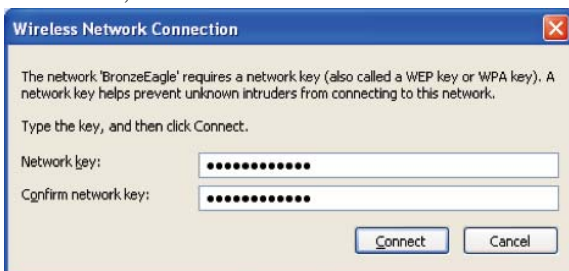 Wireless Network Connection
The network 'BronzeEagle' requires a network key (also called a WEP key or WPA key). A
network key helps prevent unknown intruders from connecting to this network.
Type the key, and then click Connect.
Network key: ●●●●●●●●●●●●
Confirm network key: ●●●●●●●●●●●●
Connect Cancel